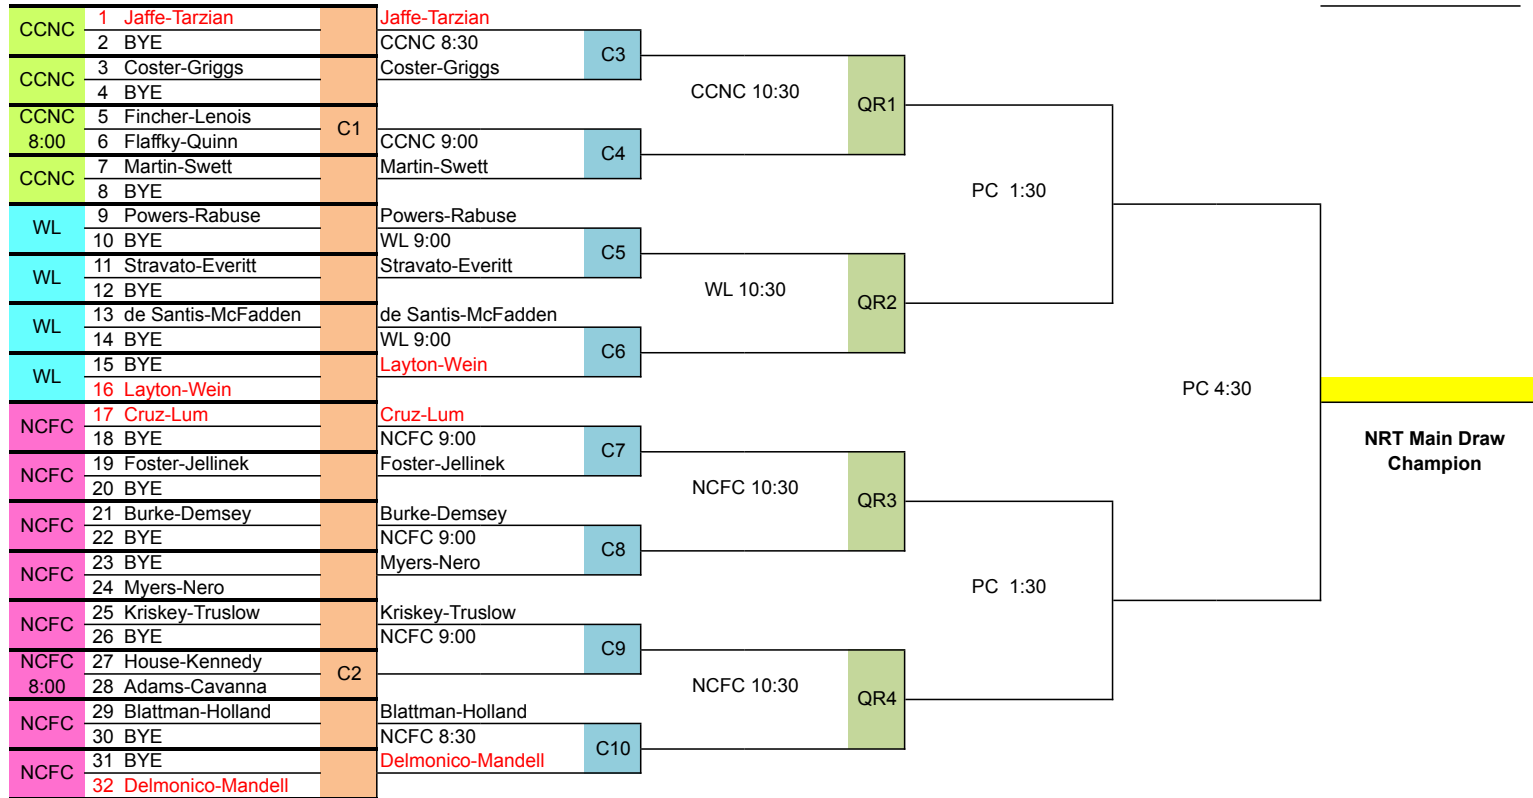 CCNC 1 Jaffe-Tarzian Jaffe-Tarzian
2 BYE CCNC 8:30 C3
CCNC 3 Coster-Griggs Coster-Griggs
4 BYE CCNC 10:30 QR1
CCNC 8:00 5 Fincher-Lenois C1
6 Flaffky-Quinn CCNC 9:00 C4
CCNC 7 Martin-Swett Martin-Swett
8 BYE PC 1:30
WL 9 Powers-Rabuse Powers-Rabuse
10 BYE WL 9:00 C5
WL 11 Stravato-Everitt Stravato-Everitt
12 BYE WL 10:30 QR2
WL 13 de Santis-McFadden de Santis-McFadden
14 BYE WL 9:00 C6
WL 15 BYE Layton-Wein
16 Layton-Wein PC 4:30
NCFC 17 Cruz-Lum Cruz-Lum
18 BYE NCFC 9:00 C7 NRT Main Draw
NCFC 19 Foster-Jellinek Foster-Jellinek Champion
20 BYE NCFC 10:30 QR3
NCFC 21 Burke-Demsey Burke-Demsey
22 BYE NCFC 9:00 C8
NCFC 23 BYE Myers-Nero
24 Myers-Nero PC 1:30
NCFC 25 Kriskey-Truslow Kriskey-Truslow
26 BYE NCFC 9:00 C9
NCFC 8:00 27 House-Kennedy C2
28 Adams-Cavanna NCFC 10:30 QR4
NCFC 29 Blattman-Holland Blattman-Holland
30 BYE NCFC 8:30 C10
NCFC 31 BYE Delmonico-Mandell
32 Delmonico-Mandell